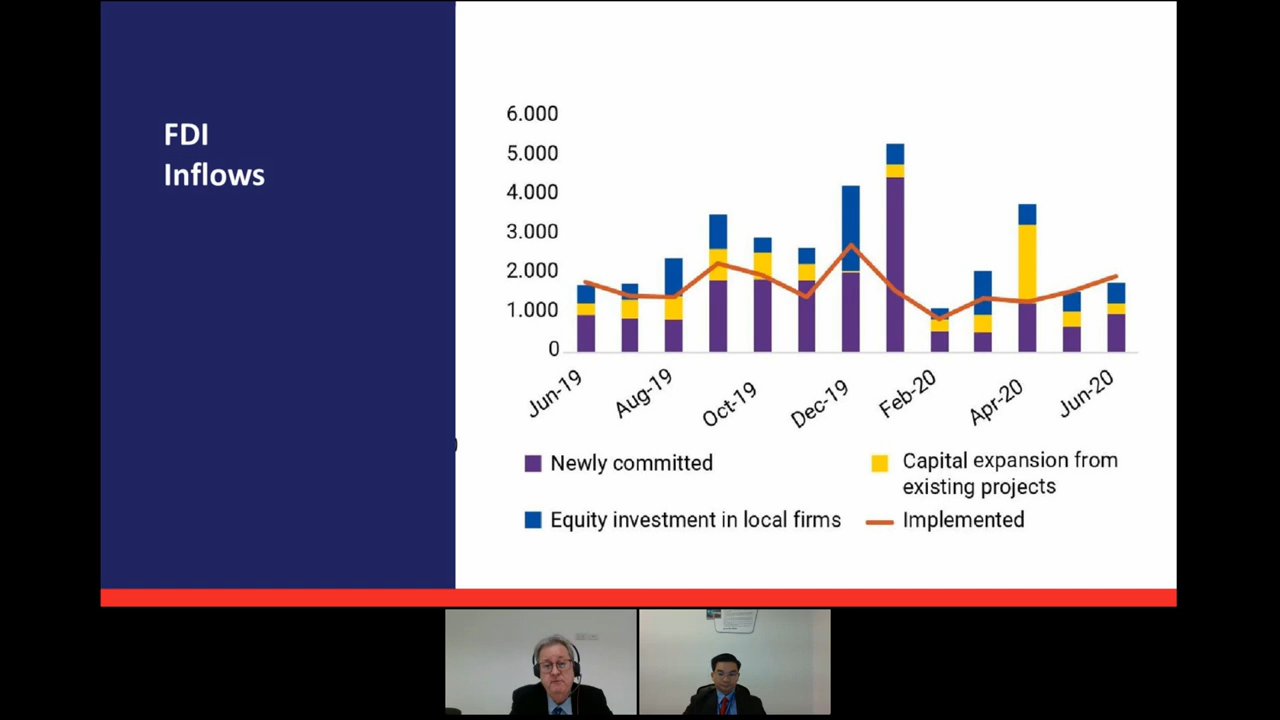 FDI
Inflows
6.000
5.000
4.000
3.000
2.000
1.000
0
Jun-19
Aug-19
Oct-19
Dec-19
Feb-20
Apr-20
Jun-20
Newly committed
Capital expansion from
existing projects
Equity investment in local firms
Implemented